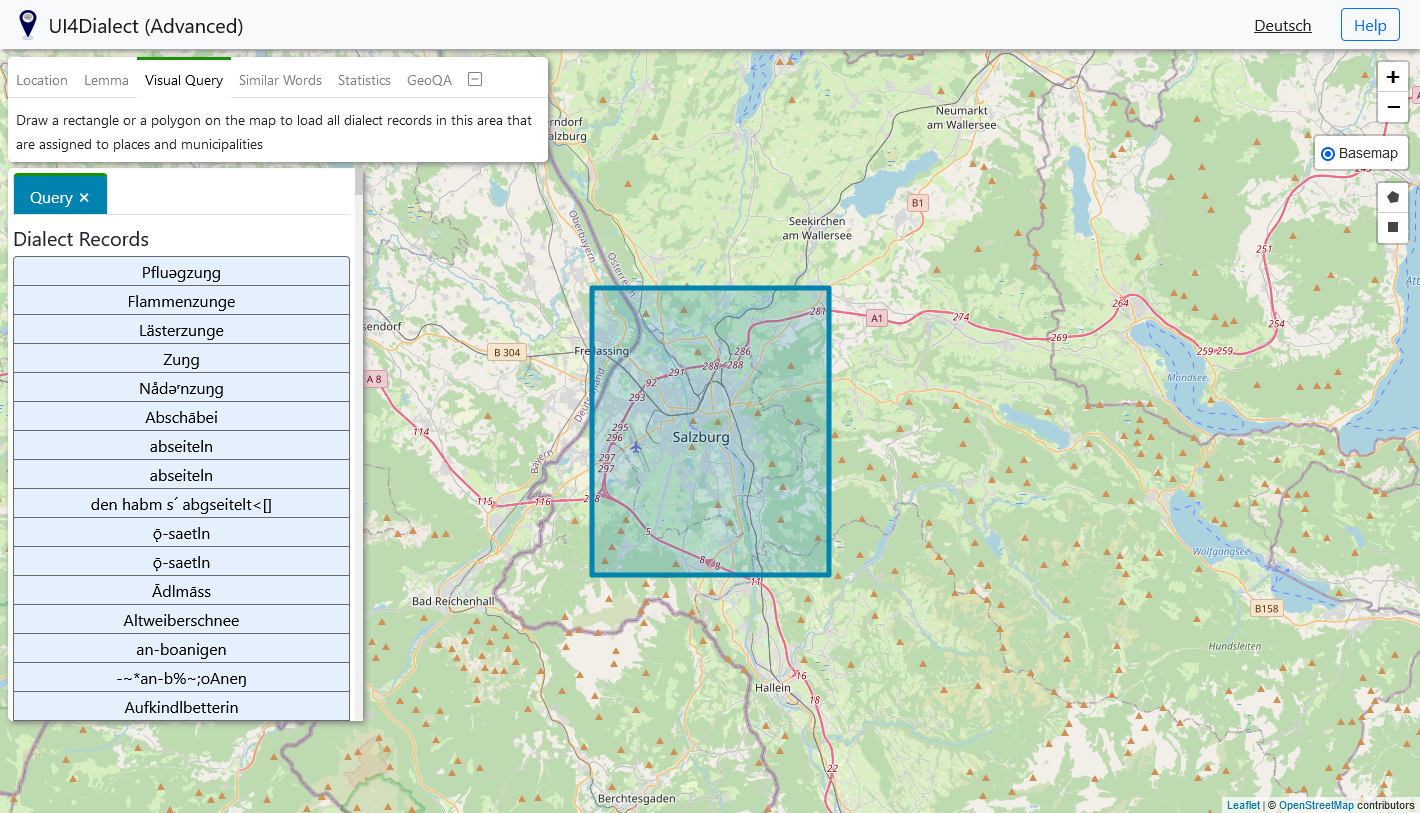 UI4Dialect (Advanced)
Deutsch
Help
Location
Lemma
Visual Query
Similar Words
Statistics
GeoQA
Draw a rectangle or a polygon on the map to load all dialect records in this area that
are assigned to places and municipalities
Query ×
Dialect Records
Pfluəgzuŋg
Flammenzunge
Lästerzunge
Zuŋg
Nådəʳnzuŋg
Abschābei
abseiteln
abseiteln
den habm s´ abgseitelt<[]
ǭ-saetln
ǭ-saetln
Ādlmāss
Altweiberschnee
an-boanigen
-~*an-b%~;oAneŋ
Aufkindlbetterin
+
−
Basemap
Neumarkt
am Wallersee
B1
Seekirchen
am Wallersee
Oberbayern
Österreich
251
264
254
281
A1
274
269
259
259
286
B 304
291
288
288
A 8
92
293
Deutschland
Mondsee
114
295
296
Salzburg
297
297
Bayern
115
116
5
8
8
11
Wolfgangsee
Bad Reichenhall
B158
Hundsleiten
16
Hallein
18
22
Berchtesgaden
Leaflet | © OpenStreetMap contributors